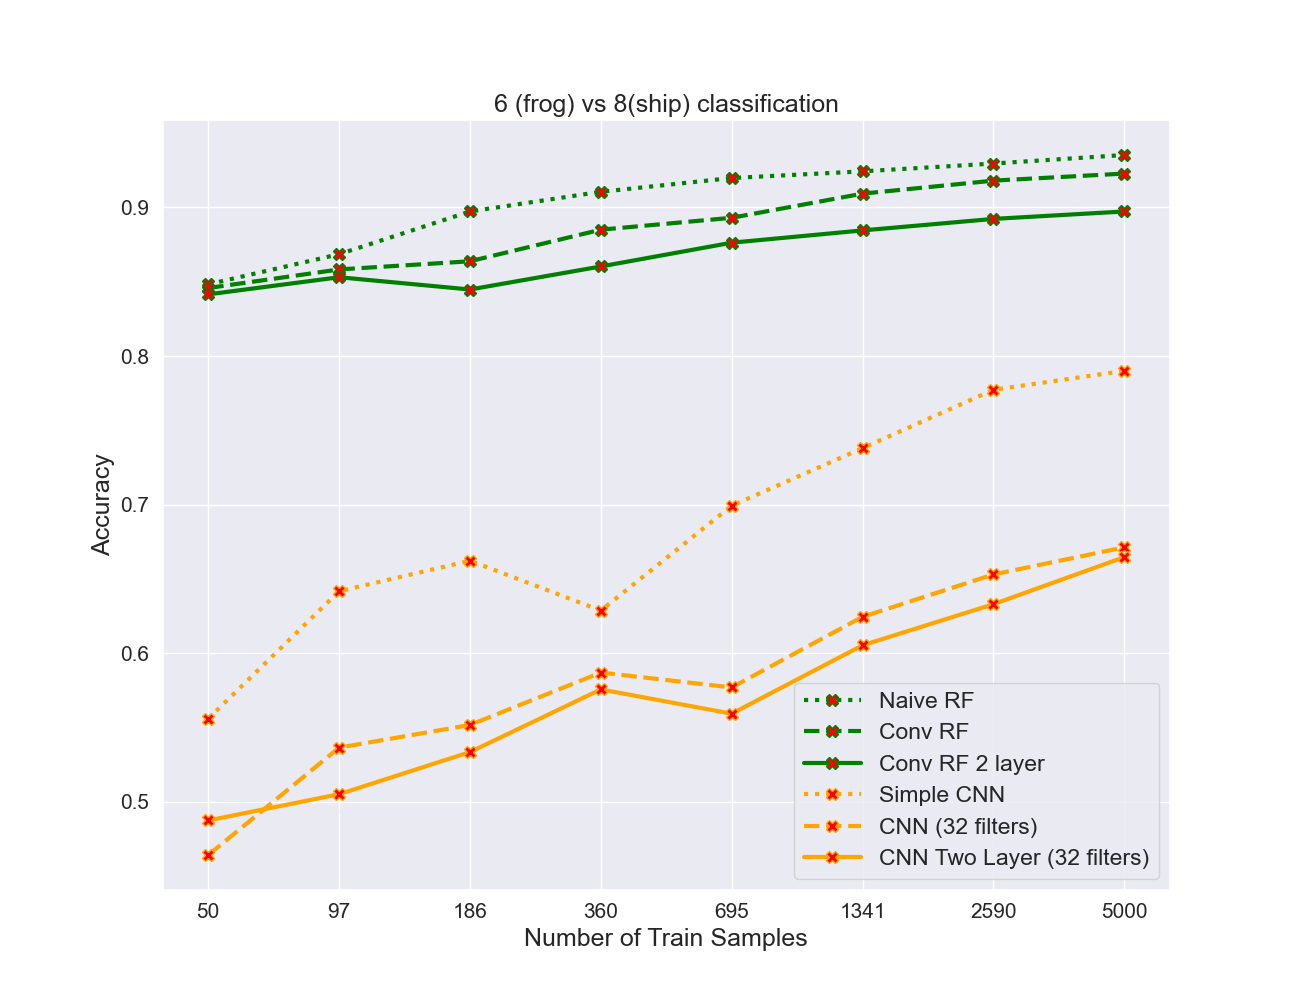 6 (frog) vs 8(ship) classification
Accuracy
0.9
0.8
0.7
0.6
0.5
50 97 186 360 695 1341 2590 5000
Number of Train Samples
Naive RF
Conv RF
Conv RF 2 layer
Simple CNN
CNN (32 filters)
CNN Two Layer (32 filters)